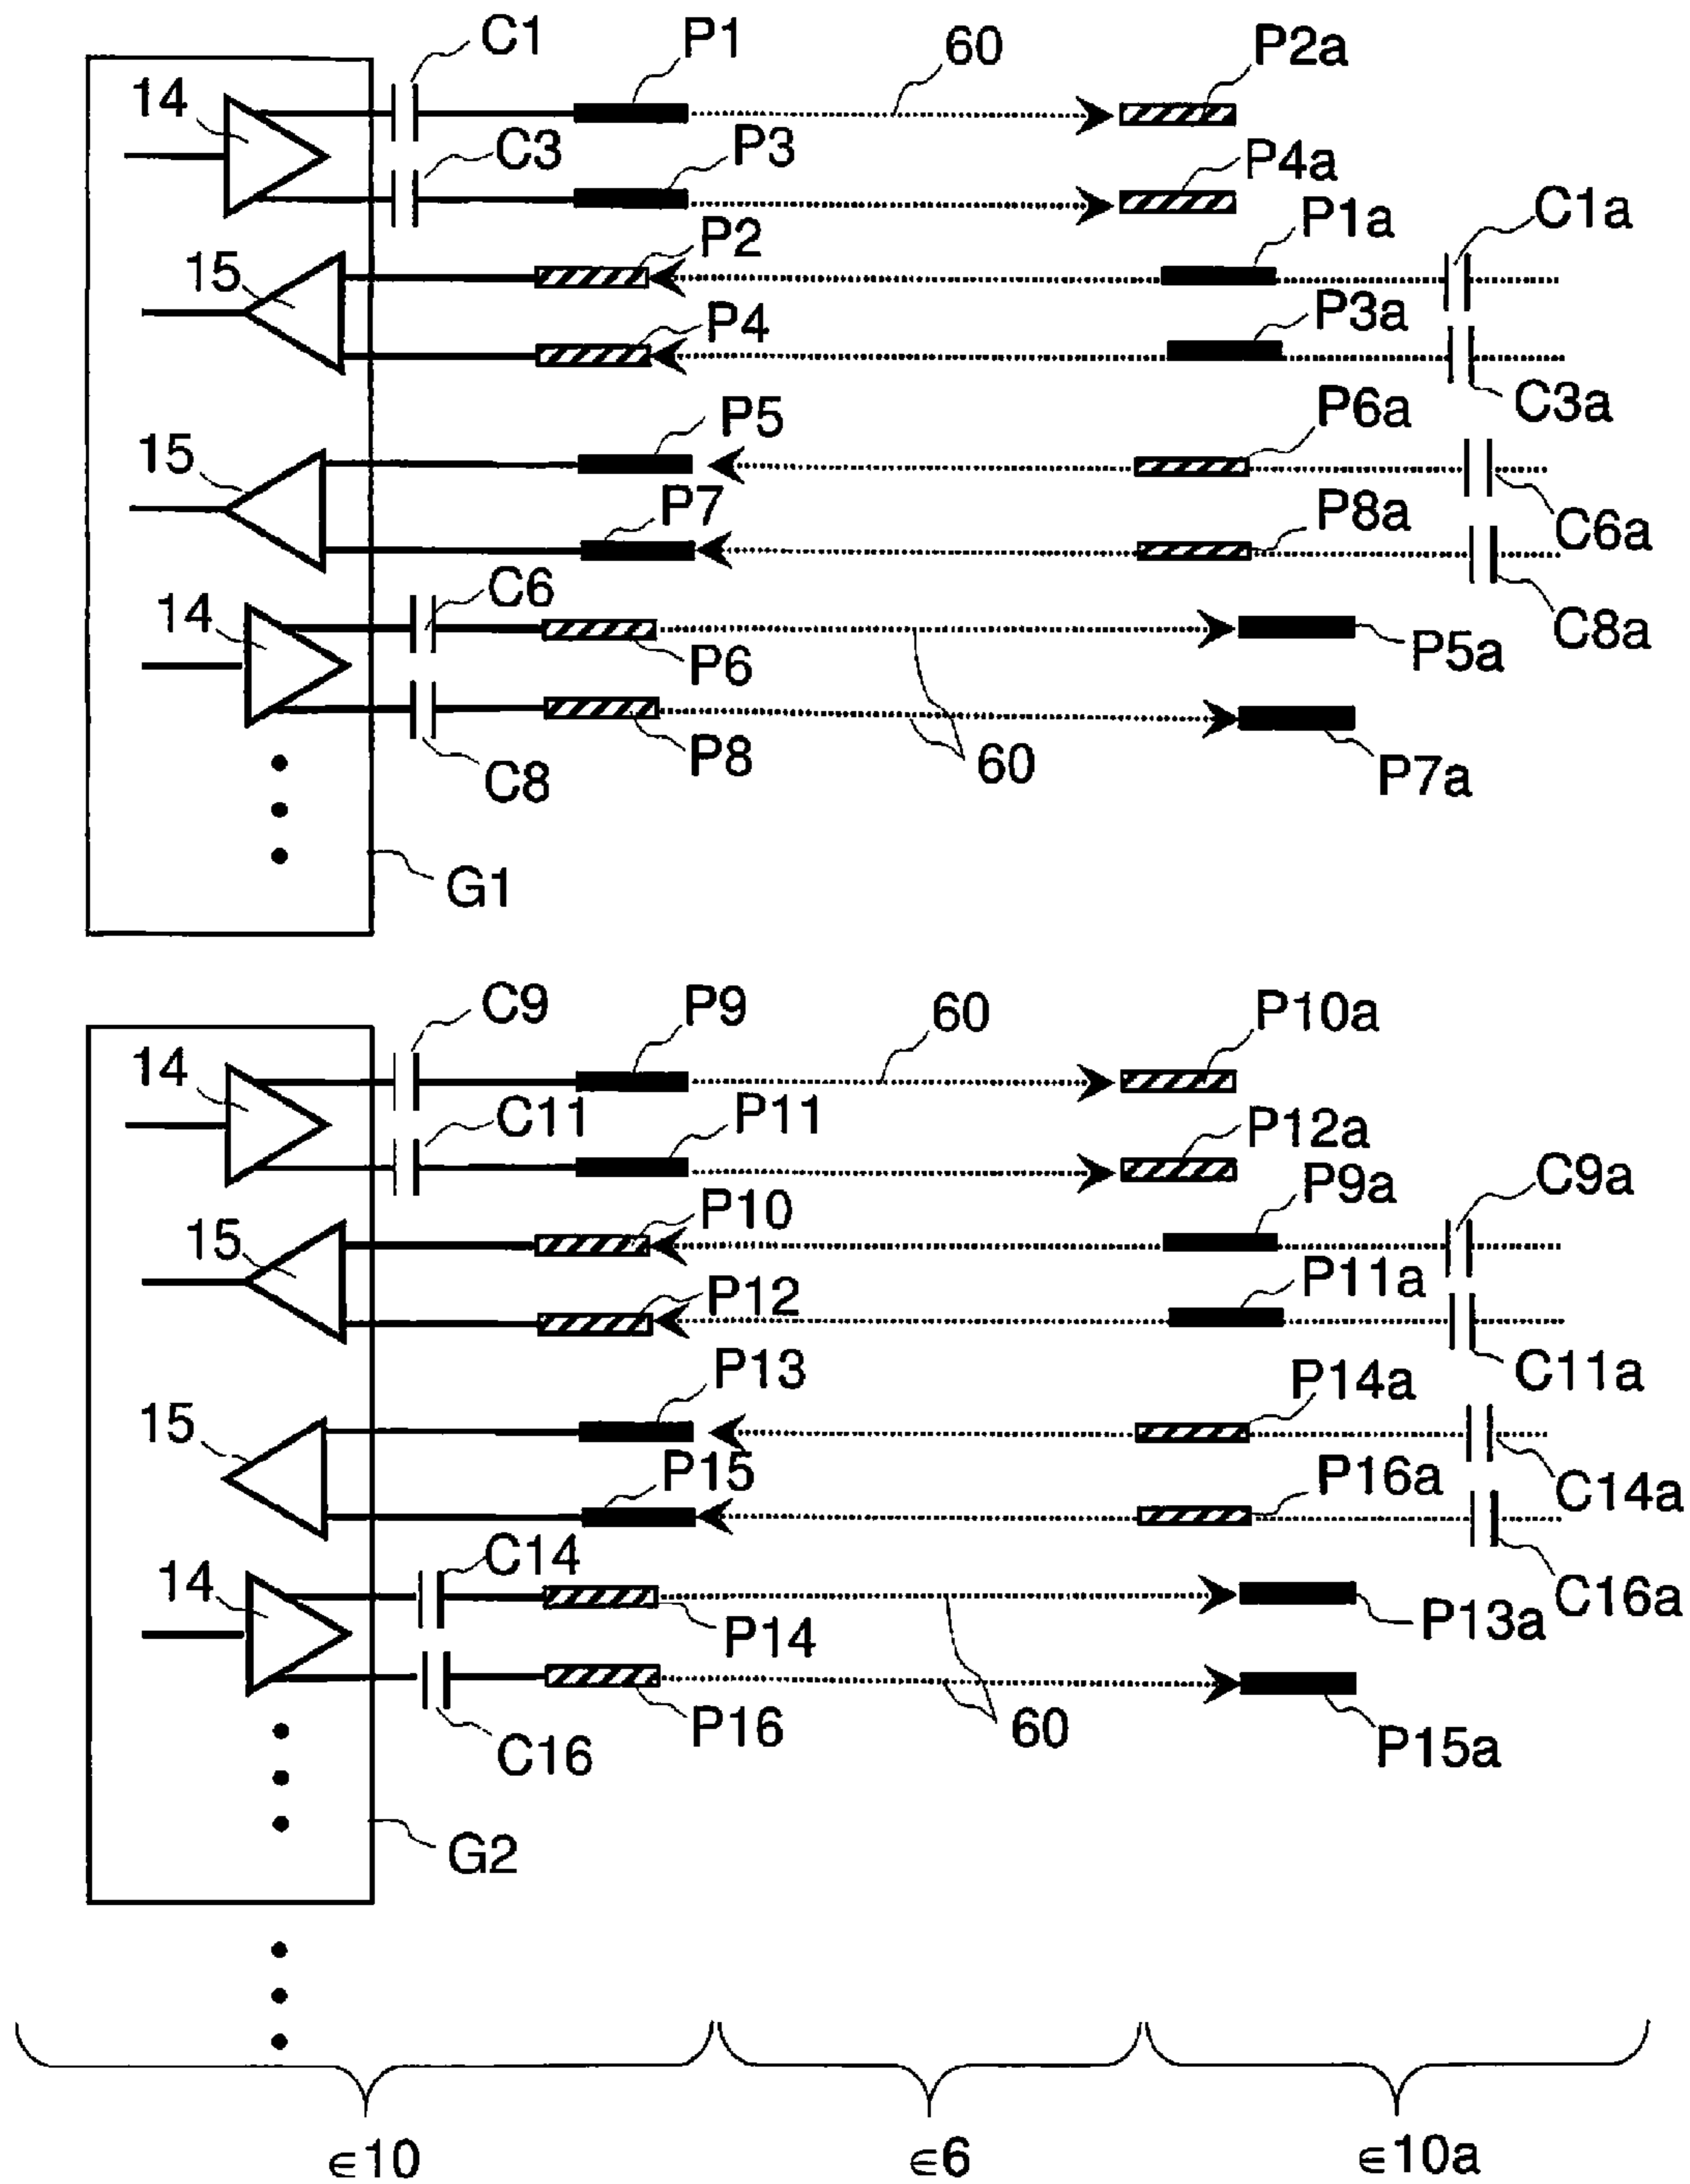 C1 P1 60 P2a
14
C3 P3 P4a
P2 P1a C1a
15
P4 P3a
C3a
P5 P6a
15
P7 P8a C6a
C6
14 C8a
P6 P5a
P8 60
C8 P7a
G1
C9 P9 60 P10a
14
C11 P11 P12a
P10 P9a C9a
15
P12 P11a
C11a
P13 P14a
15
P15 P16a C14a
C14
14 C16a
P14 P13a
P16 60
C16 P15a
G2
∈10 ∈6 ∈10a